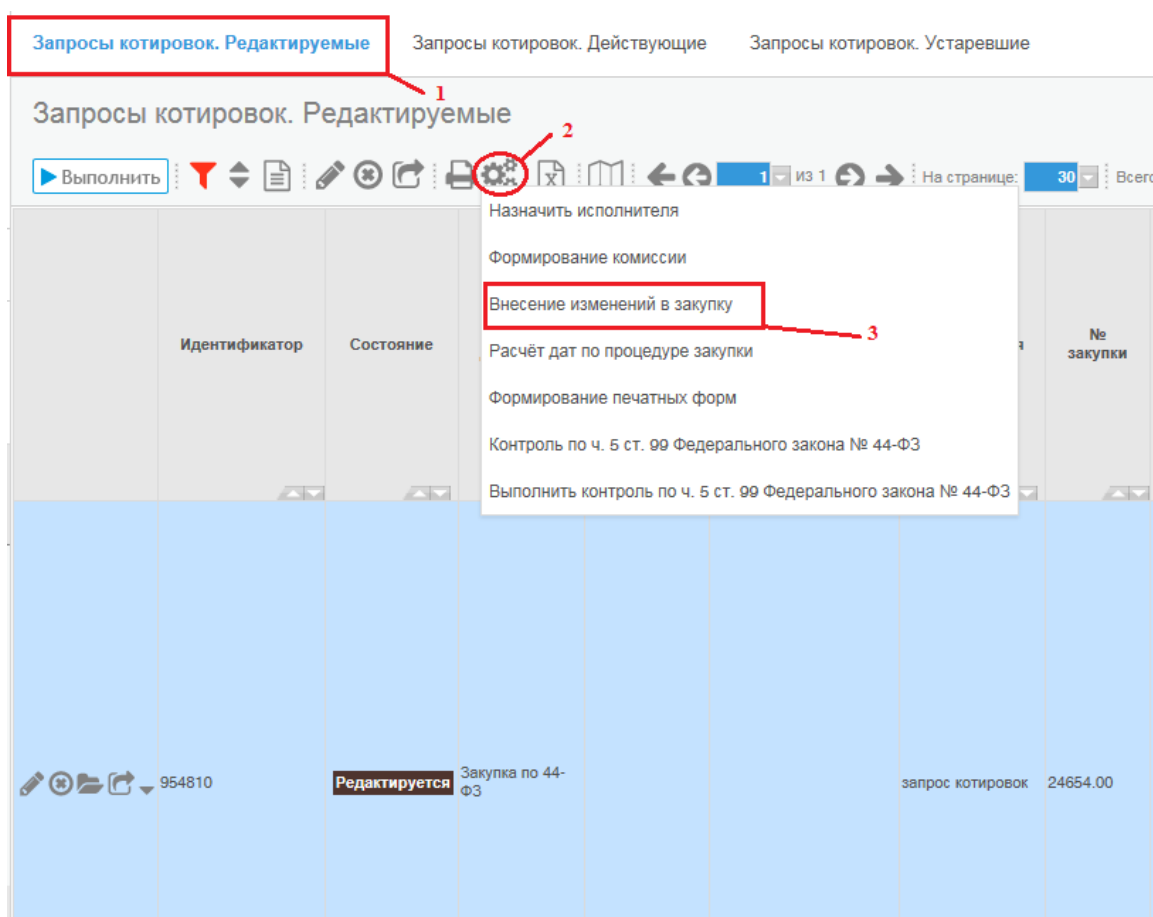 Запросы котировок. Редактируемые Запросы котировок. Действующие Запросы котировок. Устаревшие
1
Запросы котировок. Редактируемые
2
Выполнить 1 из 1 На странице: 30 Всего
Назначить исполнителя
Формирование комиссии
Внесение изменений в закупку
3
Идентификатор Состояние Расчёт дат по процедуре закупки я № закупки
Формирование печатных форм
Контроль по ч. 5 ст. 99 Федерального закона № 44-ФЗ
Выполнить контроль по ч. 5 ст. 99 Федерального закона № 44-ФЗ
954810 Редактируется Закупка по 44-ФЗ запрос котировок 24654.00